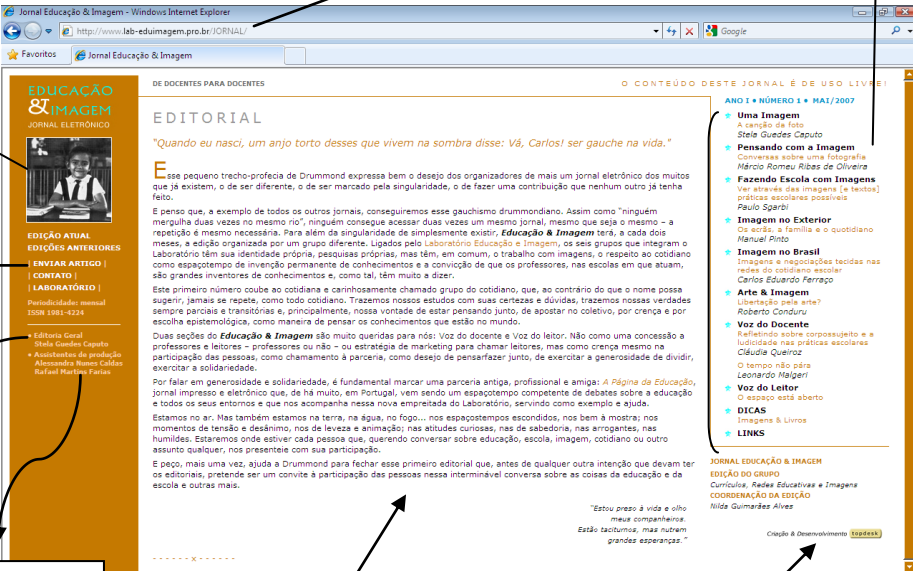 Jornal Educação & Imagem - Windows Internet Explorer
http://www.lab-eduimagem.pro.br/JORNAL/
Google
Favoritos
Jornal Educação & Imagem
EDUCAÇÃO
& IMAGEM
JORNAL ELETRÔNICO
EDIÇÃO ATUAL
EDIÇÕES ANTERIORES
| ENVIAR ARTIGO |
| CONTATO |
| LABORATÓRIO |
Periodicidade: mensal
ISSN 1981-4224
• Editoria Geral
Stela Guedes Caputo
• Assistentes de produção
Alessandra Nunes Caldas
Rafael Martins Farias
DE DOCENTES PARA DOCENTES
O CONTEÚDO DESTE JORNAL É DE USO LIVRE!
EDITORIAL
"Quando eu nasci, um anjo torto desses que vivem na sombra disse: Vá, Carlos! ser gauche na vida."
Esse pequeno trecho-profecia de Drummond expressa bem o desejo dos organizadores de mais um jornal eletrônico dos muitos
que já existem, o de ser diferente, o de ser marcado pela singularidade, o de fazer uma contribuição que nenhum outro já tenha
feito.
E penso que, a exemplo de todos os outros jornais, conseguiremos esse gauchismo drummondiano. Assim como "ninguém
mergulha duas vezes no mesmo rio", ninguém consegue acessar duas vezes um mesmo jornal, mesmo que seja o mesmo – a
repetição é mesmo necessária. Para além da singularidade de simplesmente existir, Educação & Imagem terá, a cada dois
meses, a edição organizada por um grupo diferente. Ligados pelo Laboratório Educação e Imagem, os seis grupos que integram o
Laboratório têm sua identidade própria, pesquisas próprias, mas têm, em comum, o trabalho com imagens, o respeito ao cotidiano
como espaçotempo de invenção permanente de conhecimentos e a convicção de que os professores, nas escolas em que atuam,
são grandes inventores de conhecimentos e, como tal, têm muito a dizer.
Este primeiro número coube ao cotidiana e carinhosamente chamado grupo do cotidiano, que, ao contrário do que o nome possa
sugerir, jamais se repete, como todo cotidiano. Trazemos nossos estudos com suas certezas e dúvidas, trazemos nossas verdades
sempre parciais e transitórias e, principalmente, nossa vontade de estar pensando junto, de apostar no coletivo, por crença e por
escolha epistemológica, como maneira de pensar os conhecimentos que estão no mundo.
Duas seções do Educação & Imagem são muito queridas para nós: Voz do docente e Voz do leitor. Não como uma concessão a
professores e leitores – professores ou não – ou estratégia de marketing para chamar leitores, mas como crença mesmo na
participação das pessoas, como chamamento à parceria, como desejo de pensarfazer junto, de exercitar a generosidade de dividir,
exercitar a solidariedade.
Por falar em generosidade e solidariedade, é fundamental marcar uma parceria antiga, profissional e amiga: A Página da Educação,
jornal impresso e eletrônico que, de há muito, em Portugal, vem sendo um espaçotempo competente de debates sobre a educação
e todos os seus entornos e que nos acompanha nessa nova empreitada do Laboratório, servindo como exemplo e ajuda.
Estamos no ar. Mas também estamos na terra, na água, no fogo... nos espaçostempos escondidos, nos bem à mostra; nos
momentos de tensão e desânimo, nos de leveza e animação; nas atitudes curiosas, nas de sabedoria, nas arrogantes, nas
humildes. Estaremos onde estiver cada pessoa que, querendo conversar sobre educação, escola, imagem, cotidiano ou outro
assunto qualquer, nos presenteie com sua participação.
E peço, mais uma vez, ajuda a Drummond para fechar esse primeiro editorial que, antes de qualquer outra intenção que devam ter
os editoriais, pretende ser um convite à participação das pessoas nessa interminável conversa sobre as coisas da educação e da
escola e outras mais.
"Estou preso à vida e olho
meus companheiros.
Estão taciturnos, mas nutrem
grandes esperanças."
- - - - - - x - - - - - -
ANO I • NÚMERO 1 • MAI/2007
Uma Imagem
A canção da foto
Stela Guedes Caputo
Pensando com a Imagem
Conversas sobre uma fotografia
Márcio Romeu Ribas de Oliveira
Fazendo Escola com Imagens
Ver através das imagens [e textos]
práticas escolares possíveis
Paulo Sgarbi
Imagem no Exterior
Os ecrãs, a família e o quotidiano
Manuel Pinto
Imagem no Brasil
Imagens e negociações tecidas nas
redes do cotidiano escolar
Carlos Eduardo Ferraço
Arte & Imagem
Libertação pela arte?
Roberto Conduru
Voz do Docente
Refletindo sobre corpossujeito e a
ludicidade nas práticas escolares
Cláudia Queiroz
O tempo não pára
Leonardo Malgeri
Voz do Leitor
O espaço está aberto
DICAS
Imagens & Livros
LINKS
JORNAL EDUCAÇÃO & IMAGEM
EDIÇÃO DO GRUPO
Currículos, Redes Educativas e Imagens
COORDENAÇÃO DA EDIÇÃO
Nilda Guimarães Alves
Criação & Desenvolvimento topdesk